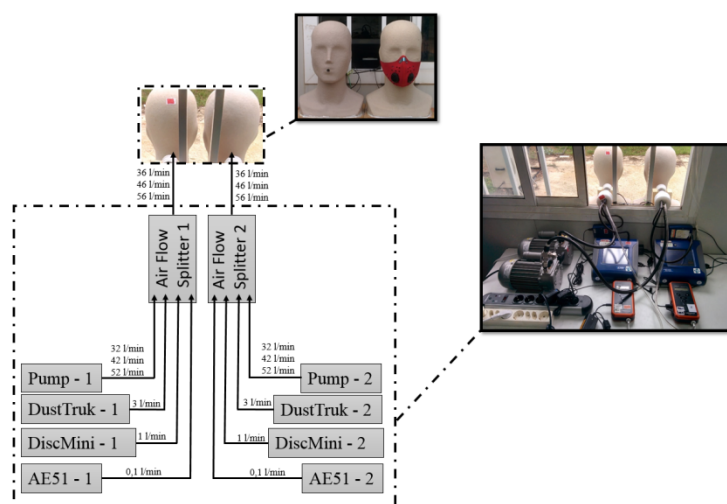 36 l/min
46 l/min
56 l/min
36 l/min
46 l/min
56 l/min
Air Flow
Splitter 1
Air Flow
Splitter 2
32 l/min
42 l/min
52 l/min
32 l/min
42 l/min
52 l/min
Pump - 1
Pump - 2
DustTruk - 1
3 l/min
3 l/min
DustTruk - 2
DiscMini - 1
1 l/min
1 l/min
DiscMini - 2
AE51 - 1
0,1 l/min
0,1 l/min
AE51 - 2